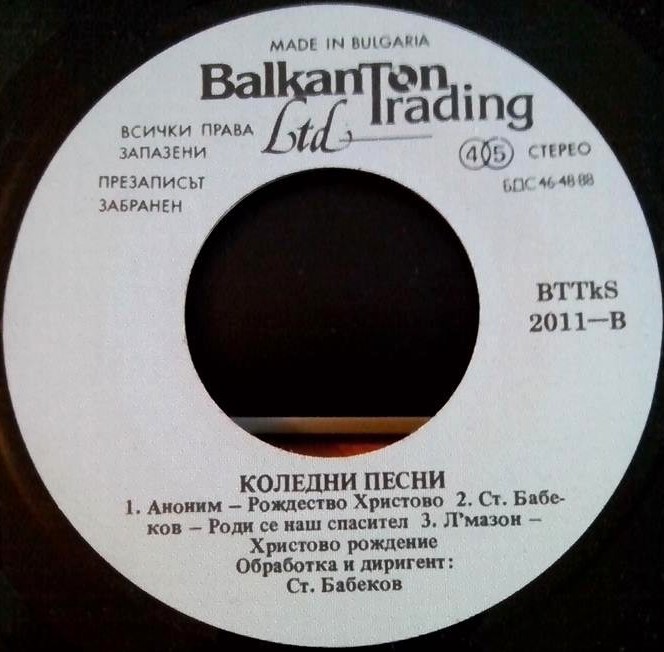 MADE IN BULGARIA
BalkanTon
Trading
Ltd
ВСИЧКИ ПРАВА
ЗАПАЗЕНИ
45 СТЕРЕО
ПРЕЗАПИСЪТ
ЗАБРАНЕН
БДС 46-48-88
BTTkS
2011—B
КОЛЕДНИ ПЕСНИ
1. Аноним – Рождество Христово 2. Ст. Бабе-
ков – Роди се наш спасител 3. Л’мазон –
Христово рождение
Обработка и диригент:
Ст. Бабеков